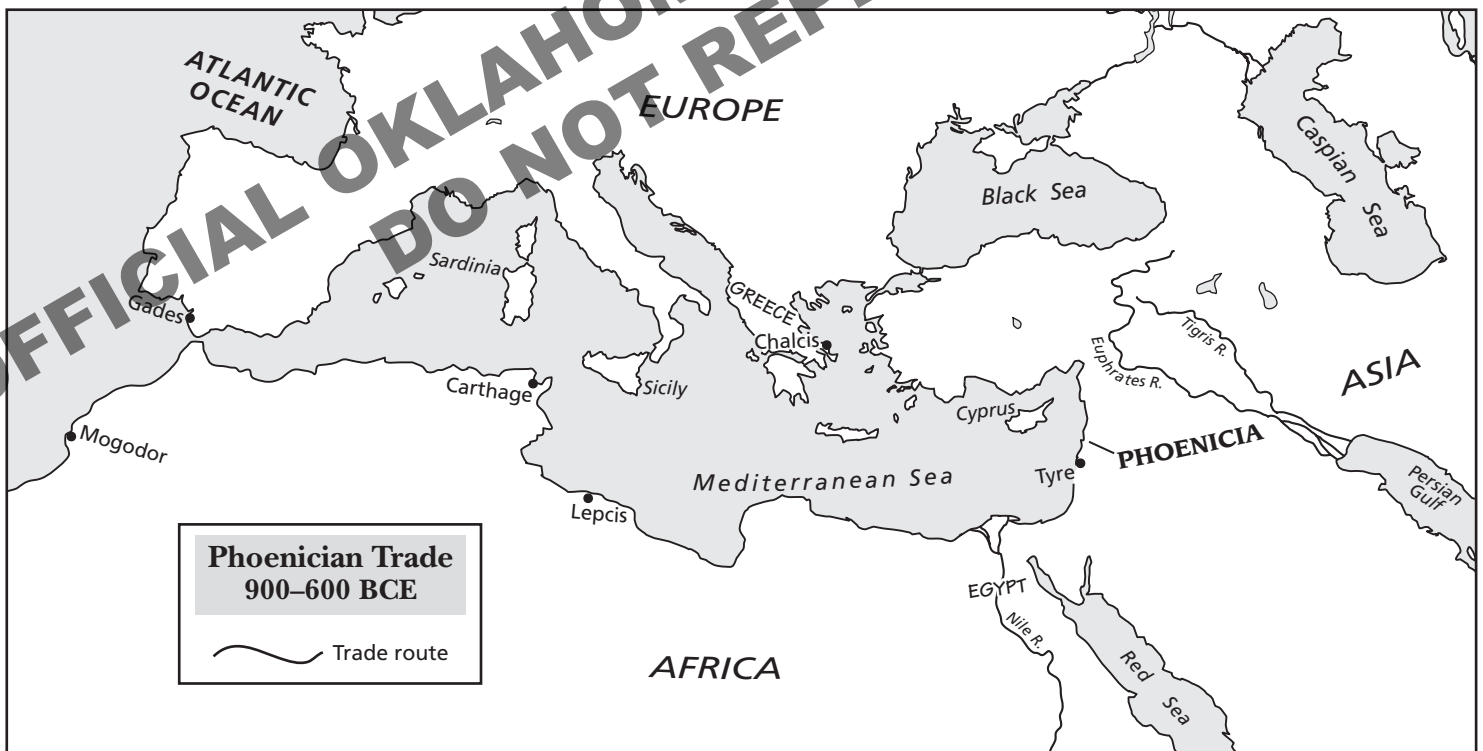 OFFICIAL OKLAHOM
DO NOT REP
ATLANTIC
OCEAN
EUROPE
Caspian
Sea
Black Sea
Sardinia
Gades
GREECE
Chalcis
Tigris R.
Euphrates R.
ASIA
Carthage
Sicily
Cyprus
Mogodor
PHOENICIA
Mediterranean Sea
Tyre
Persian
Gulf
Lepcis
Phoenician Trade
900–600 BCE
Trade route
EGYPT
Nile R.
AFRICA
Red
Sea